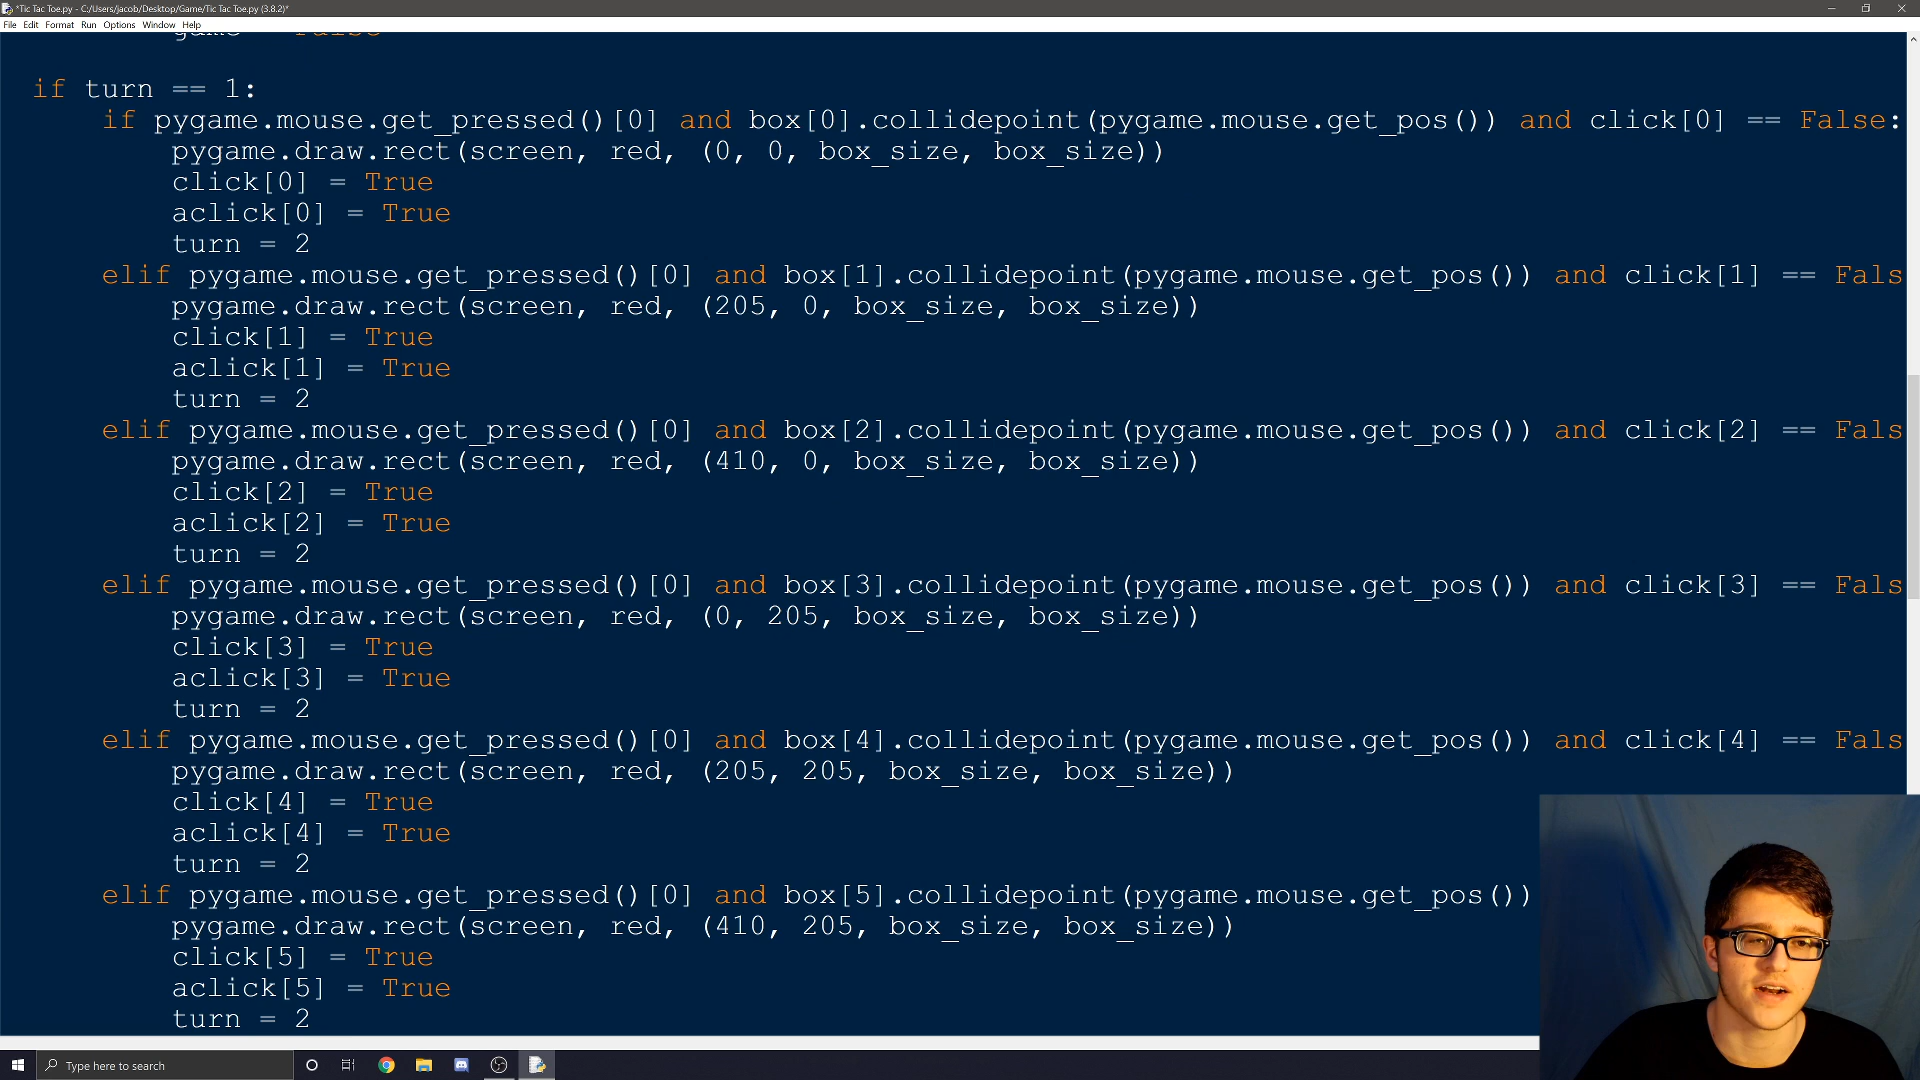 *Tic Tac Toe.py - C:/Users/jacob/Desktop/Game/Tic Tac Toe.py (3.8.2)*
File Edit Format Run Options Window Help
game = False
if turn == 1:
if pygame.mouse.get_pressed()[0] and box[0].collidepoint(pygame.mouse.get_pos()) and click[0] == False:
pygame.draw.rect(screen, red, (0, 0, box_size, box_size))
click[0] = True
aclick[0] = True
turn = 2
elif pygame.mouse.get_pressed()[0] and box[1].collidepoint(pygame.mouse.get_pos()) and click[1] == Fals
pygame.draw.rect(screen, red, (205, 0, box_size, box_size))
click[1] = True
aclick[1] = True
turn = 2
elif pygame.mouse.get_pressed()[0] and box[2].collidepoint(pygame.mouse.get_pos()) and click[2] == Fals
pygame.draw.rect(screen, red, (410, 0, box_size, box_size))
click[2] = True
aclick[2] = True
turn = 2
elif pygame.mouse.get_pressed()[0] and box[3].collidepoint(pygame.mouse.get_pos()) and click[3] == Fals
pygame.draw.rect(screen, red, (0, 205, box_size, box_size))
click[3] = True
aclick[3] = True
turn = 2
elif pygame.mouse.get_pressed()[0] and box[4].collidepoint(pygame.mouse.get_pos()) and click[4] == Fals
pygame.draw.rect(screen, red, (205, 205, box_size, box_size))
click[4] = True
aclick[4] = True
turn = 2
elif pygame.mouse.get_pressed()[0] and box[5].collidepoint(pygame.mouse.get_pos())
pygame.draw.rect(screen, red, (410, 205, box_size, box_size))
click[5] = True
aclick[5] = True
turn = 2
Type here to search